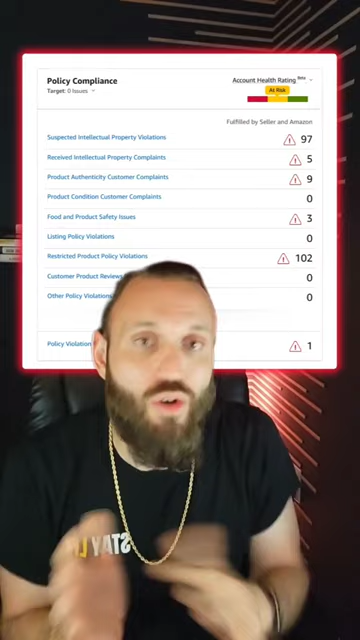 Policy Compliance
Account Health Rating Beta
Target: 0 Issues
At Risk
Fulfilled by Seller and Amazon
Suspected Intellectual Property Violations 97
Received Intellectual Property Complaints 5
Product Authenticity Customer Complaints 9
Product Condition Customer Complaints 0
Food and Product Safety Issues 3
Listing Policy Violations 0
Restricted Product Policy Violations 102
Customer Product Reviews 0
Other Policy Violations 0
Policy Violation 1
STAY